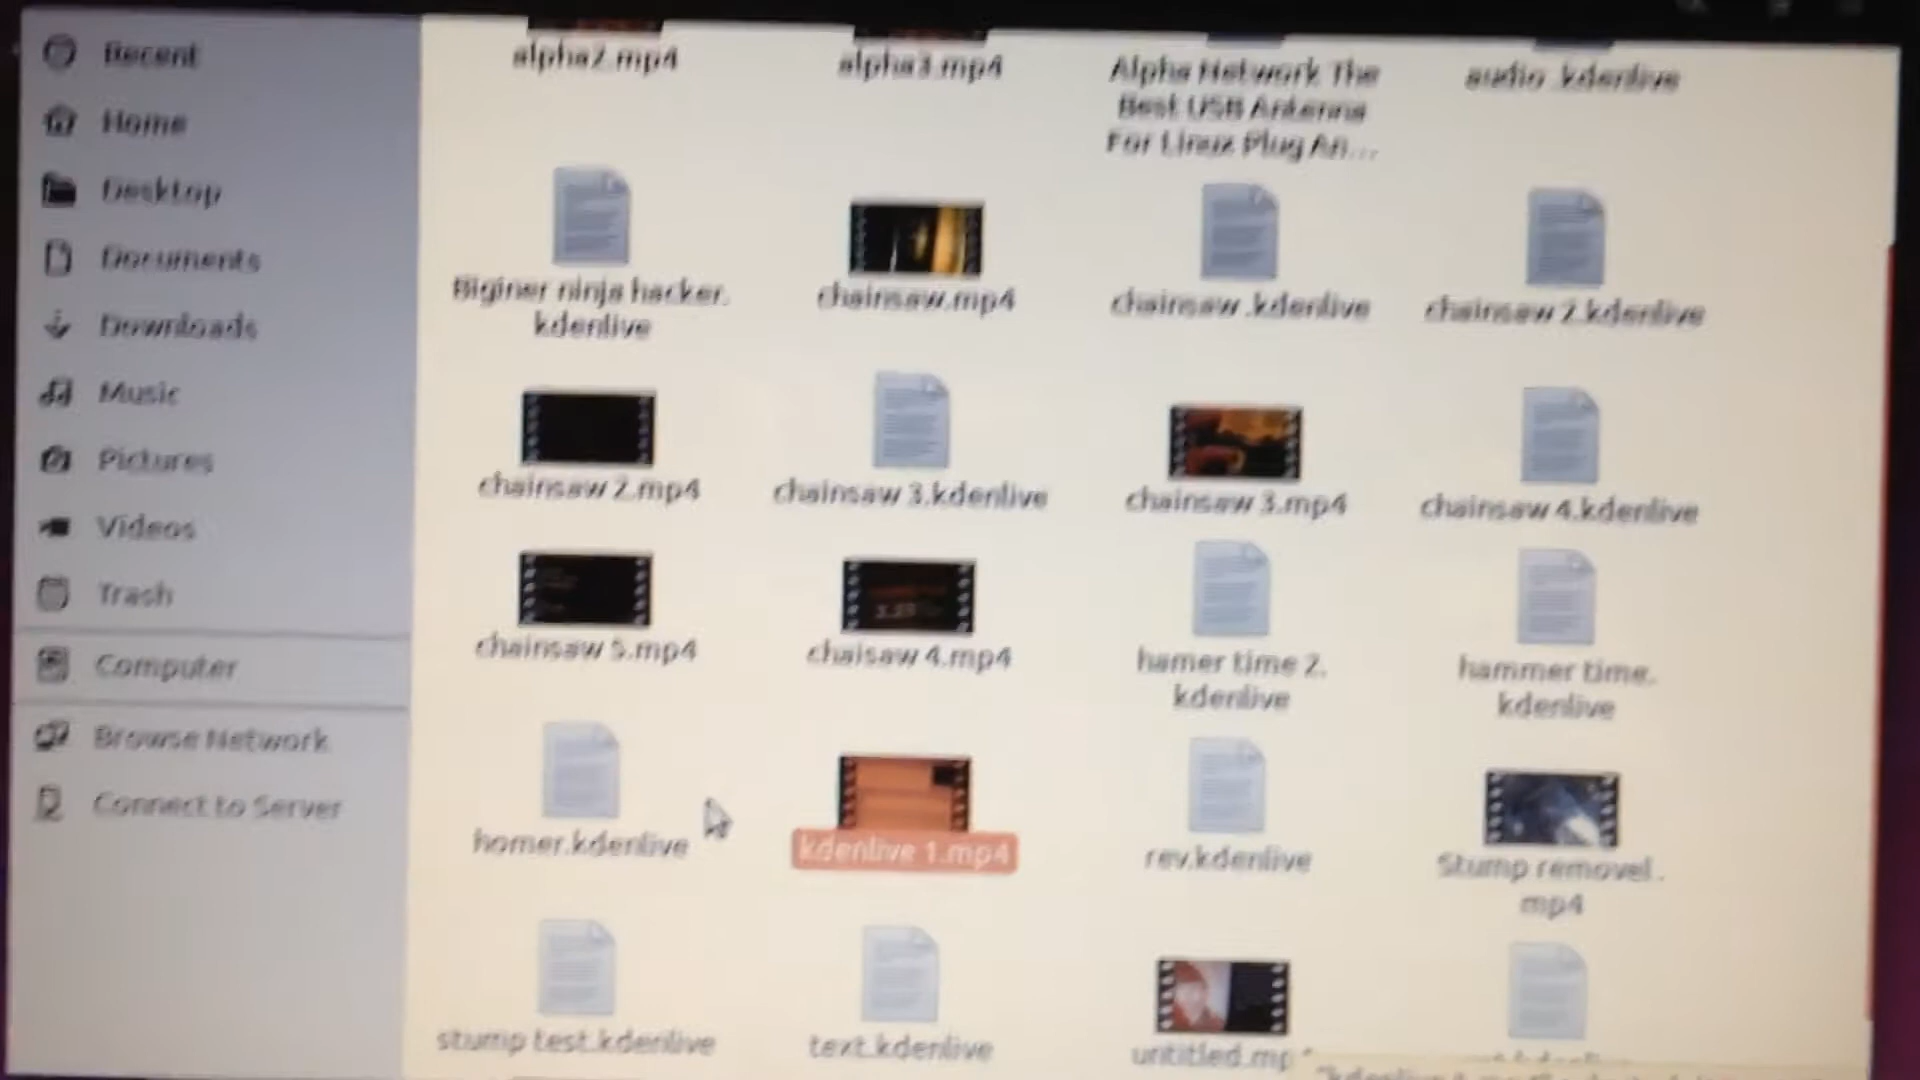 Recent
Home
Desktop
Documents
Downloads
Music
Pictures
Videos
Trash
Computer
Browse Network
Connect to Server
alpha2.mp4
alpha3.mp4
Alpha Network The
Best USB Antenna
For Linux Plug An...
audio .kdenlive
Biginer ninja hacker.
kdenlive
chainsaw.mp4
chainsaw .kdenlive
chainsaw 2.kdenlive
chainsaw 2.mp4
chainsaw 3.kdenlive
chainsaw 3.mp4
chainsaw 4.kdenlive
chainsaw 5.mp4
chaisaw 4.mp4
hamer time 2.
kdenlive
hammer time.
kdenlive
homer.kdenlive
kdenlive 1.mp4
rev.kdenlive
Stump removel.
mp4
stump test.kdenlive
text.kdenlive
untitled.mp